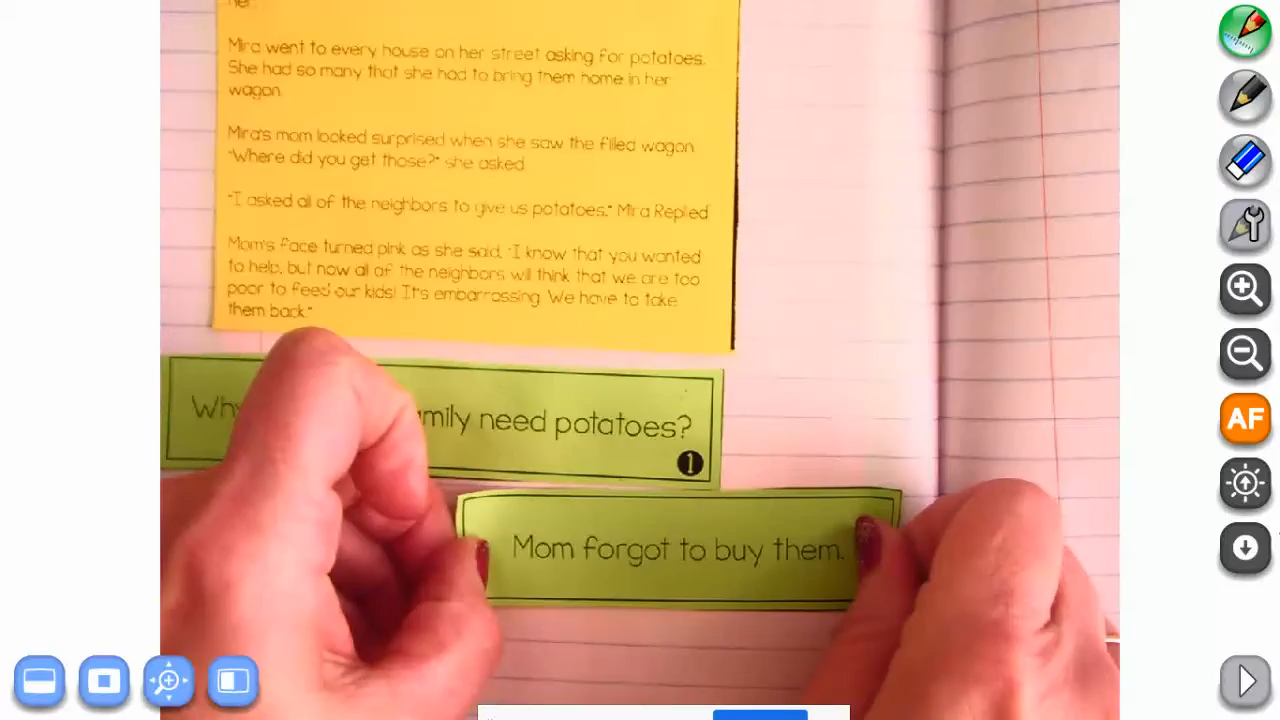 her.
Mira went to every house on her street asking for potatoes.
She had so many that she had to bring them home in her
wagon.
Mira's mom looked surprised when she saw the filled wagon.
"Where did you get those?" she asked.
"I asked all of the neighbors to give us potatoes." Mira Replied
Mom's face turned pink as she said, "I know that you wanted
to help, but now all of the neighbors will think that we are too
poor to feed our kids! It's embarrassing. We have to take
them back."
Why mily need potatoes?
1
Mom forgot to buy them.
AF